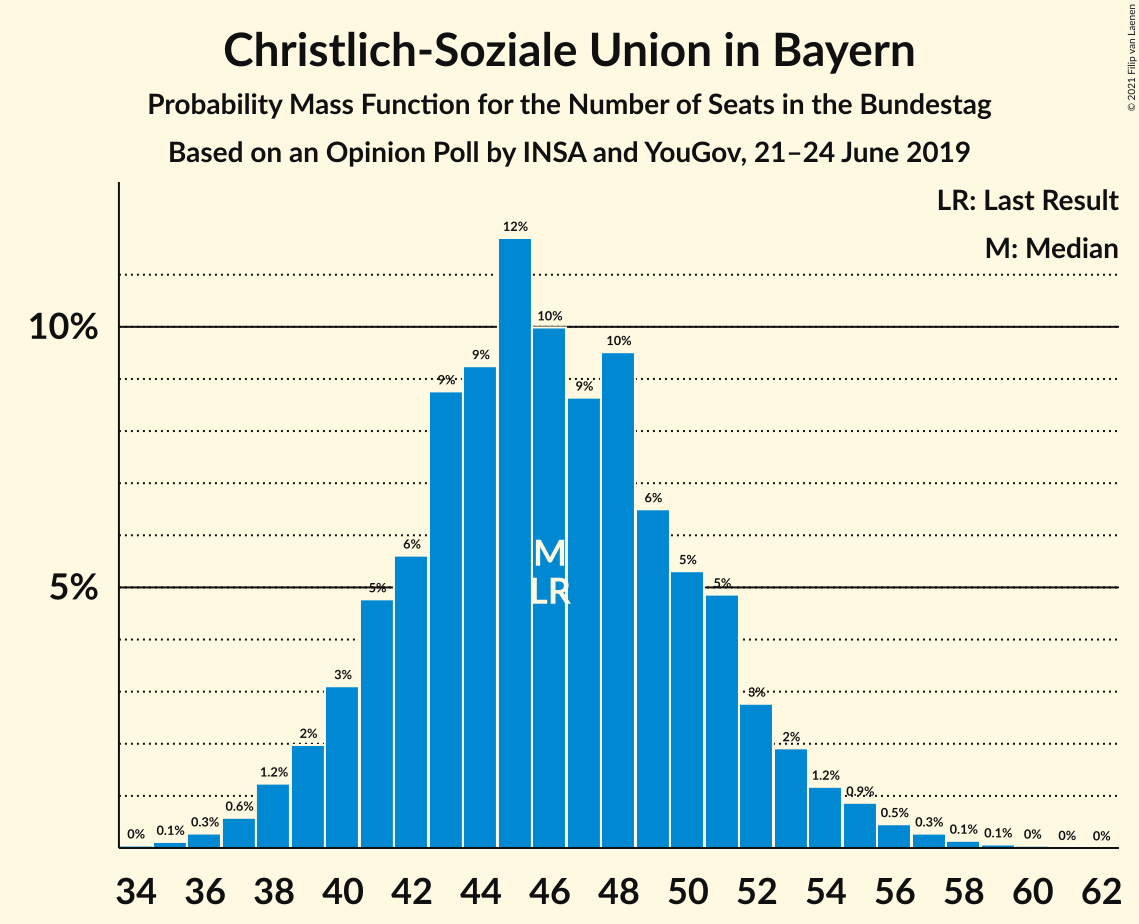 Christlich-Soziale Union in Bayern
Probability Mass Function for the Number of Seats in the Bundestag
Based on an Opinion Poll by INSA and YouGov, 21–24 June 2019
© 2021 Filip van Laenen
LR: Last Result
M: Median
10%
5%
0% 0.1% 0.3% 0.6% 1.2% 2% 3% 5% 6% 9% 9% 12% 10% 9% 10% 6% 5% 5% 3% 2% 1.2% 0.9% 0.5% 0.3% 0.1% 0.1% 0% 0% 0%
M
LR
34 36 38 40 42 44 46 48 50 52 54 56 58 60 62